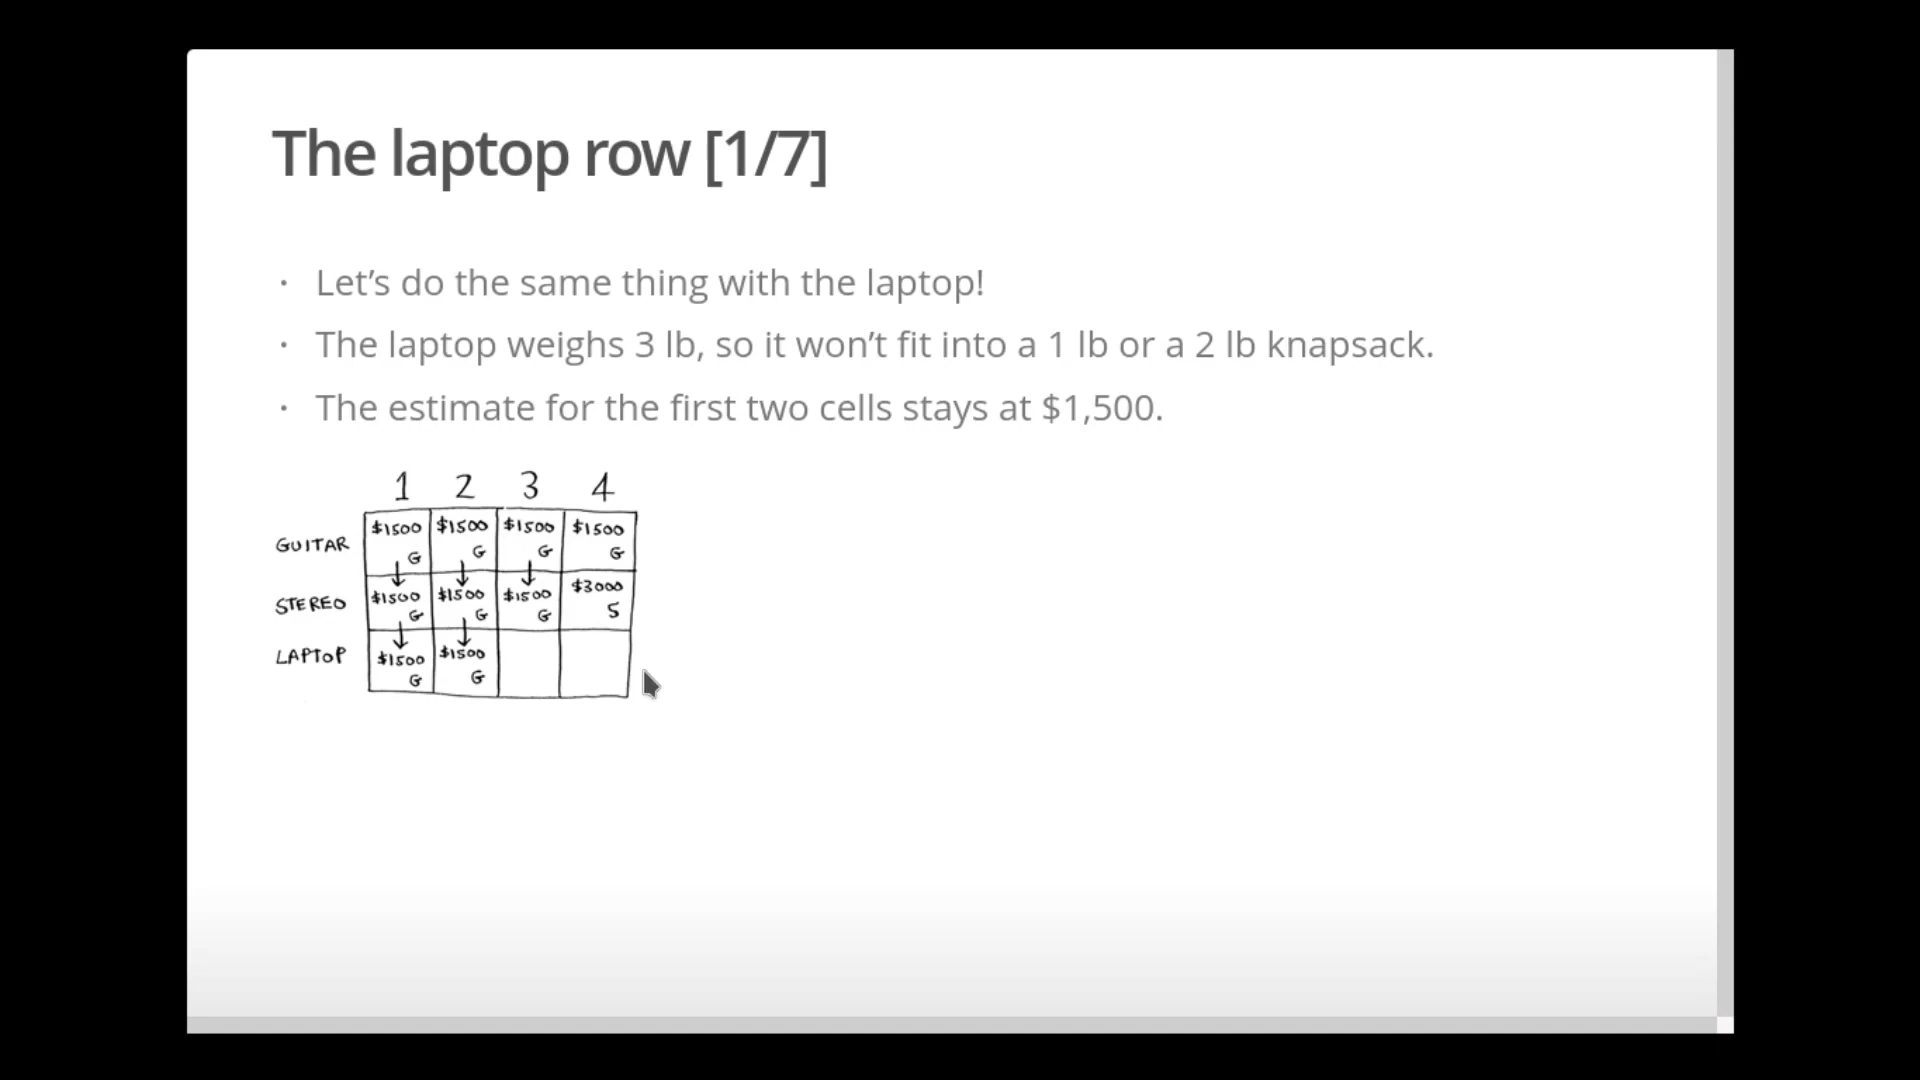 The laptop row [1/7]
· Let's do the same thing with the laptop!
· The laptop weighs 3 lb, so it won't fit into a 1 lb or a 2 lb knapsack.
· The estimate for the first two cells stays at $1,500.
1 2 3 4
GUITAR $1500 G $1500 G $1500 G $1500 G
STEREO $1500 G $1500 G $1500 G $3000 S
LAPTOP $1500 G $1500 G